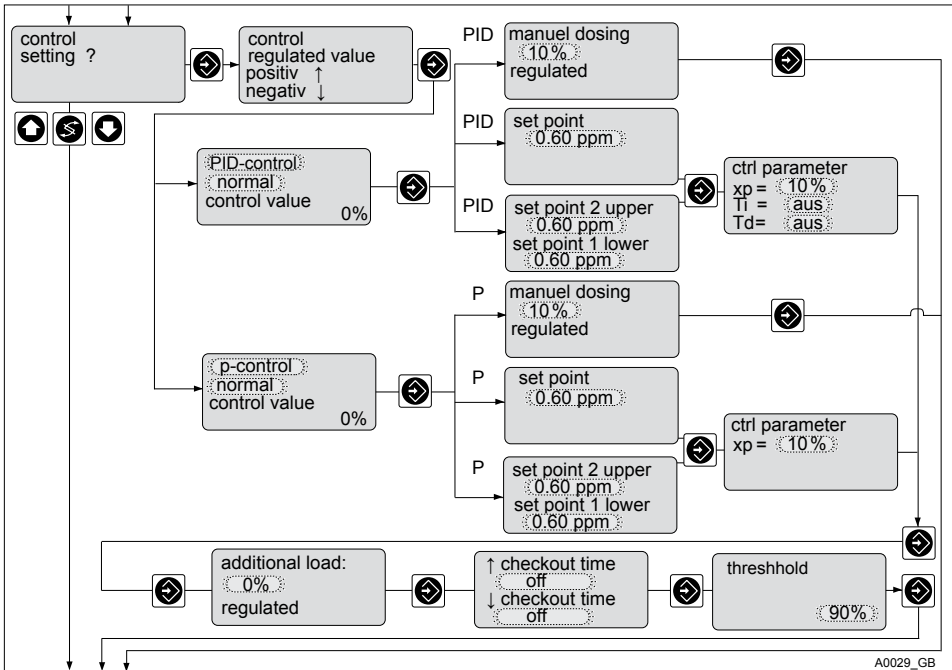 control
setting ?
control
regulated value
positiv ↑
negativ ↓
PID
manuel dosing
10%
regulated
PID
set point
0.60 ppm
PID-control
normal
control value
0%
PID
set point 2 upper
0.60 ppm
set point 1 lower
0.60 ppm
ctrl parameter
xp = 10%
Ti = aus
Td= aus
P
manuel dosing
10%
regulated
p-control
normal
control value
0%
P
set point
0.60 ppm
P
set point 2 upper
0.60 ppm
set point 1 lower
0.60 ppm
ctrl parameter
xp = 10%
additional load:
0%
regulated
↑ checkout time
off
↓ checkout time
off
threshhold
90%
A0029_GB